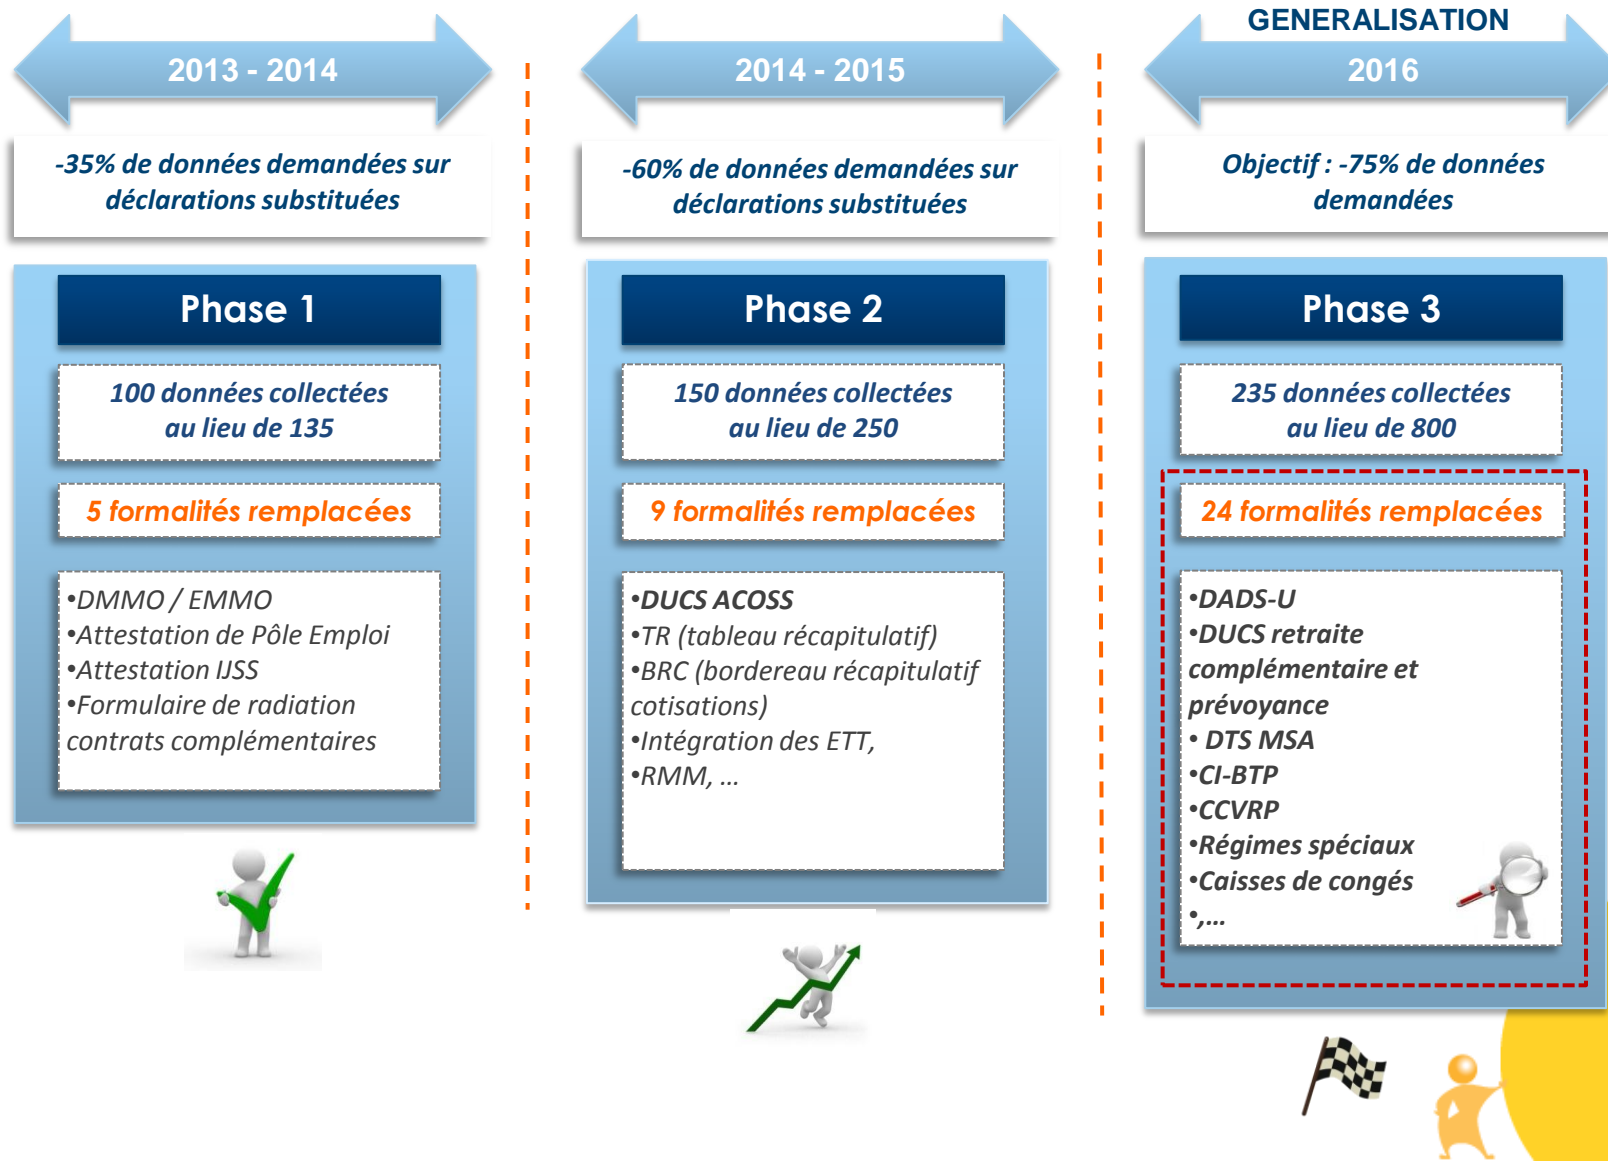 2013 - 2014
-35% de données demandées sur
déclarations substituées
Phase 1
100 données collectées
au lieu de 135
5 formalités remplacées
•DMMO / EMMO
•Attestation de Pôle Emploi
•Attestation IJSS
•Formulaire de radiation
contrats complémentaires
2014 - 2015
-60% de données demandées sur
déclarations substituées
Phase 2
150 données collectées
au lieu de 250
9 formalités remplacées
•DUCS ACOSS
•TR (tableau récapitulatif)
•BRC (bordereau récapitulatif
cotisations)
•Intégration des ETT,
•RMM, ...
GENERALISATION
2016
Objectif : -75% de données
demandées
Phase 3
235 données collectées
au lieu de 800
24 formalités remplacées
•DADS-U
•DUCS retraite
complémentaire et
prévoyance
• DTS MSA
•CI-BTP
•CCVRP
•Régimes spéciaux
•Caisses de congés
•,...